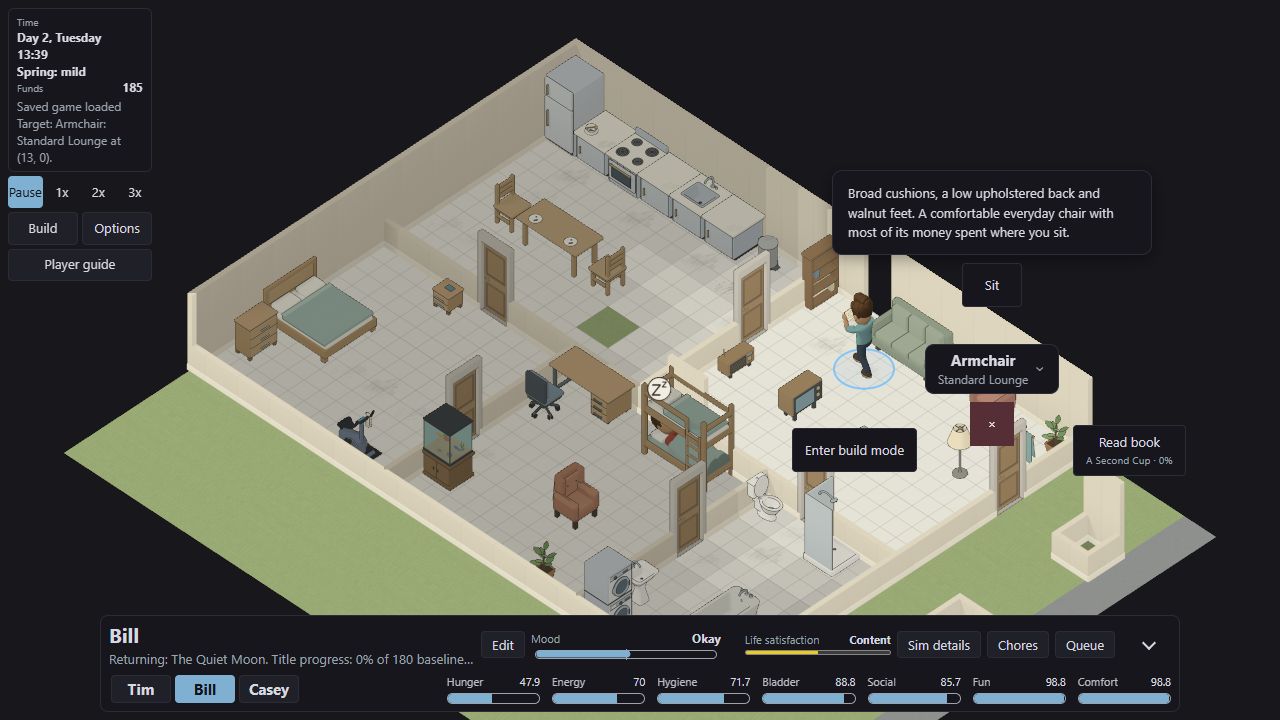 Time
Day 2, Tuesday
13:39
Spring: mild
Funds 185
Saved game loaded
Target: Armchair:
Standard Lounge at
(13, 0).
Pause 1x 2x 3x
Build Options
Player guide
Broad cushions, a low upholstered back and
walnut feet. A comfortable everyday chair with
most of its money spent where you sit.
Sit
Armchair
Standard Lounge
×
Enter build mode
Read book
A Second Cup · 0%
Zzz
Bill
Returning: The Quiet Moon. Title progress: 0% of 180 baseline...
Edit
Mood Okay
Life satisfaction Content
Sim details Chores Queue
Tim Bill Casey
Hunger 47.9 Energy 70 Hygiene 71.7 Bladder 88.8 Social 85.7 Fun 98.8 Comfort 98.8